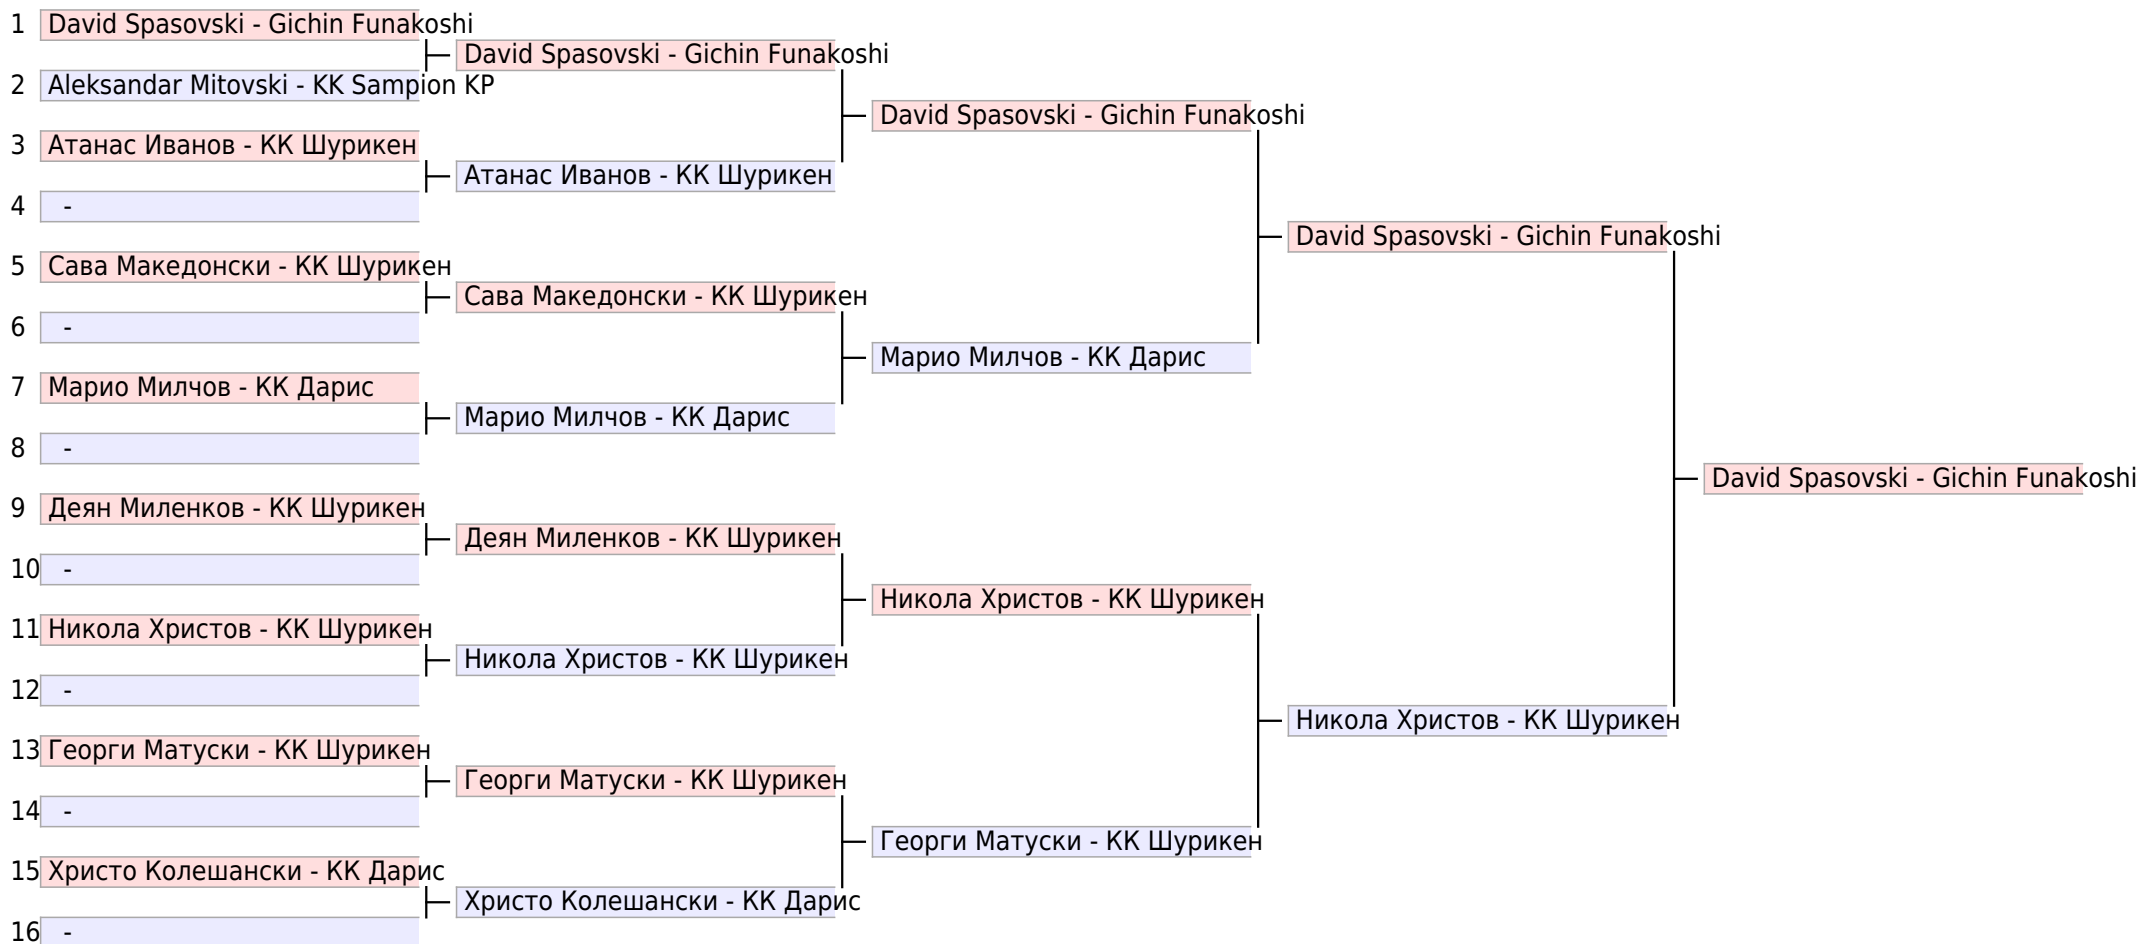 1 David Spasovski - Gichin Funakoshi
David Spasovski - Gichin Funakoshi
2 Aleksandar Mitovski - KK Sampion KP
David Spasovski - Gichin Funakoshi
3 Атанас Иванов - КК Шурикен
Атанас Иванов - КК Шурикен
4 -
David Spasovski - Gichin Funakoshi
5 Сава Македонски - КК Шурикен
Сава Македонски - КК Шурикен
6 -
Марио Милчов - КК Дарис
7 Марио Милчов - КК Дарис
Марио Милчов - КК Дарис
8 -
David Spasovski - Gichin Funakoshi
9 Деян Миленков - КК Шурикен
Деян Миленков - КК Шурикен
10 -
Никола Христов - КК Шурикен
11 Никола Христов - КК Шурикен
Никола Христов - КК Шурикен
12 -
Никола Христов - КК Шурикен
13 Георги Матуски - КК Шурикен
Георги Матуски - КК Шурикен
14 -
Георги Матуски - КК Шурикен
15 Христо Колешански - КК Дарис
Христо Колешански - КК Дарис
16 -